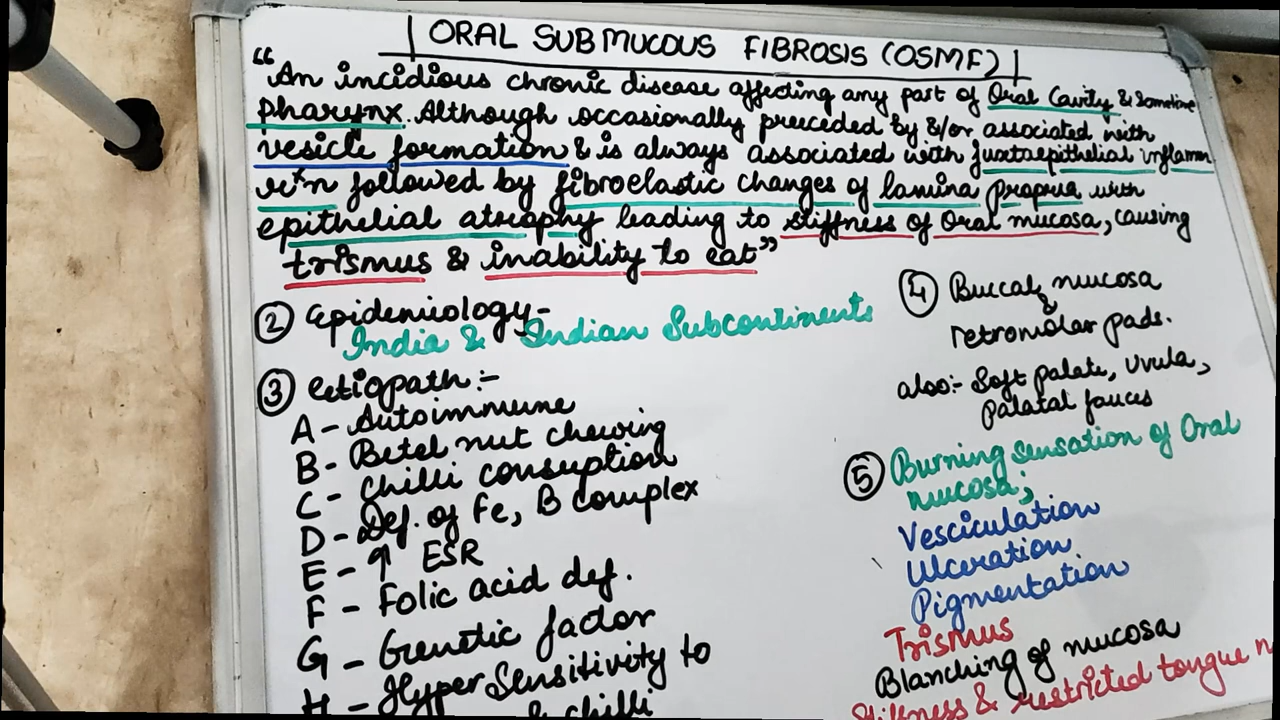 ORAL SUBMUCOUS FIBROSIS (OSMF)
"An incidious chronic disease affecting any part of Oral Cavity & Sometime
pharynx. Although occasionally preceded by &/or associated with
vesicle formation & is always associated with Juxtaepithelial inflamm
rx*n followed by fibroelastic changes of lamina propria with
epithelial atrophy leading to stiffness of Oral mucosa, causing
trismus & inability to eat"
② Epidemiology-
India & Indian Subcontinents
③ Etiopath:-
A - Autoimmune
B - Betel nut chewing
C - Chilli consuption
D - Def. of Fe, B complex
E - ↑ ESR
F - Folic acid def.
G - Genetic factor
H - Hyper Sensitivity to
& chilli
④ Buccal mucosa
&
retromolar pads.
also:- Soft palate, uvula,
palatal fauces
⑤ Burning sensation of Oral
mucosa;
Vesciculation
Ulceration
Pigmentation
Trismus
Blanching of mucosa
Stiffness & restricted tongue